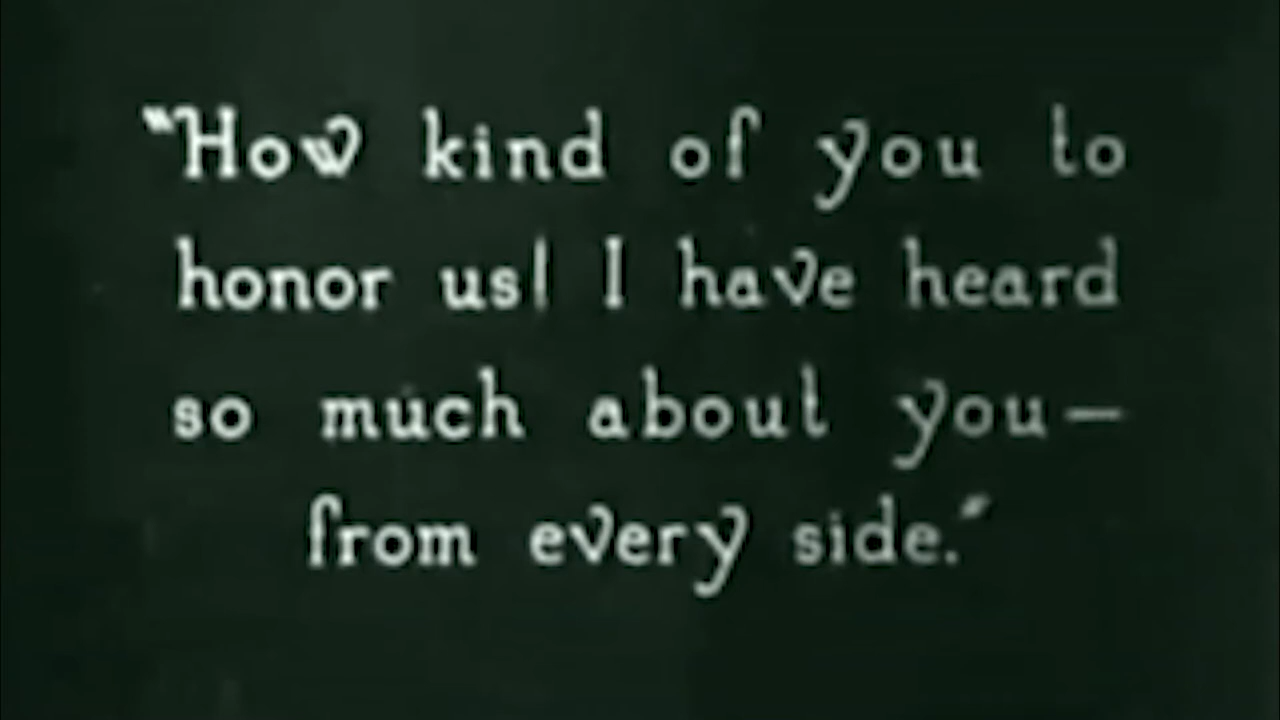 "How kind of you to
honor us! I have heard
so much about you—
from every side."